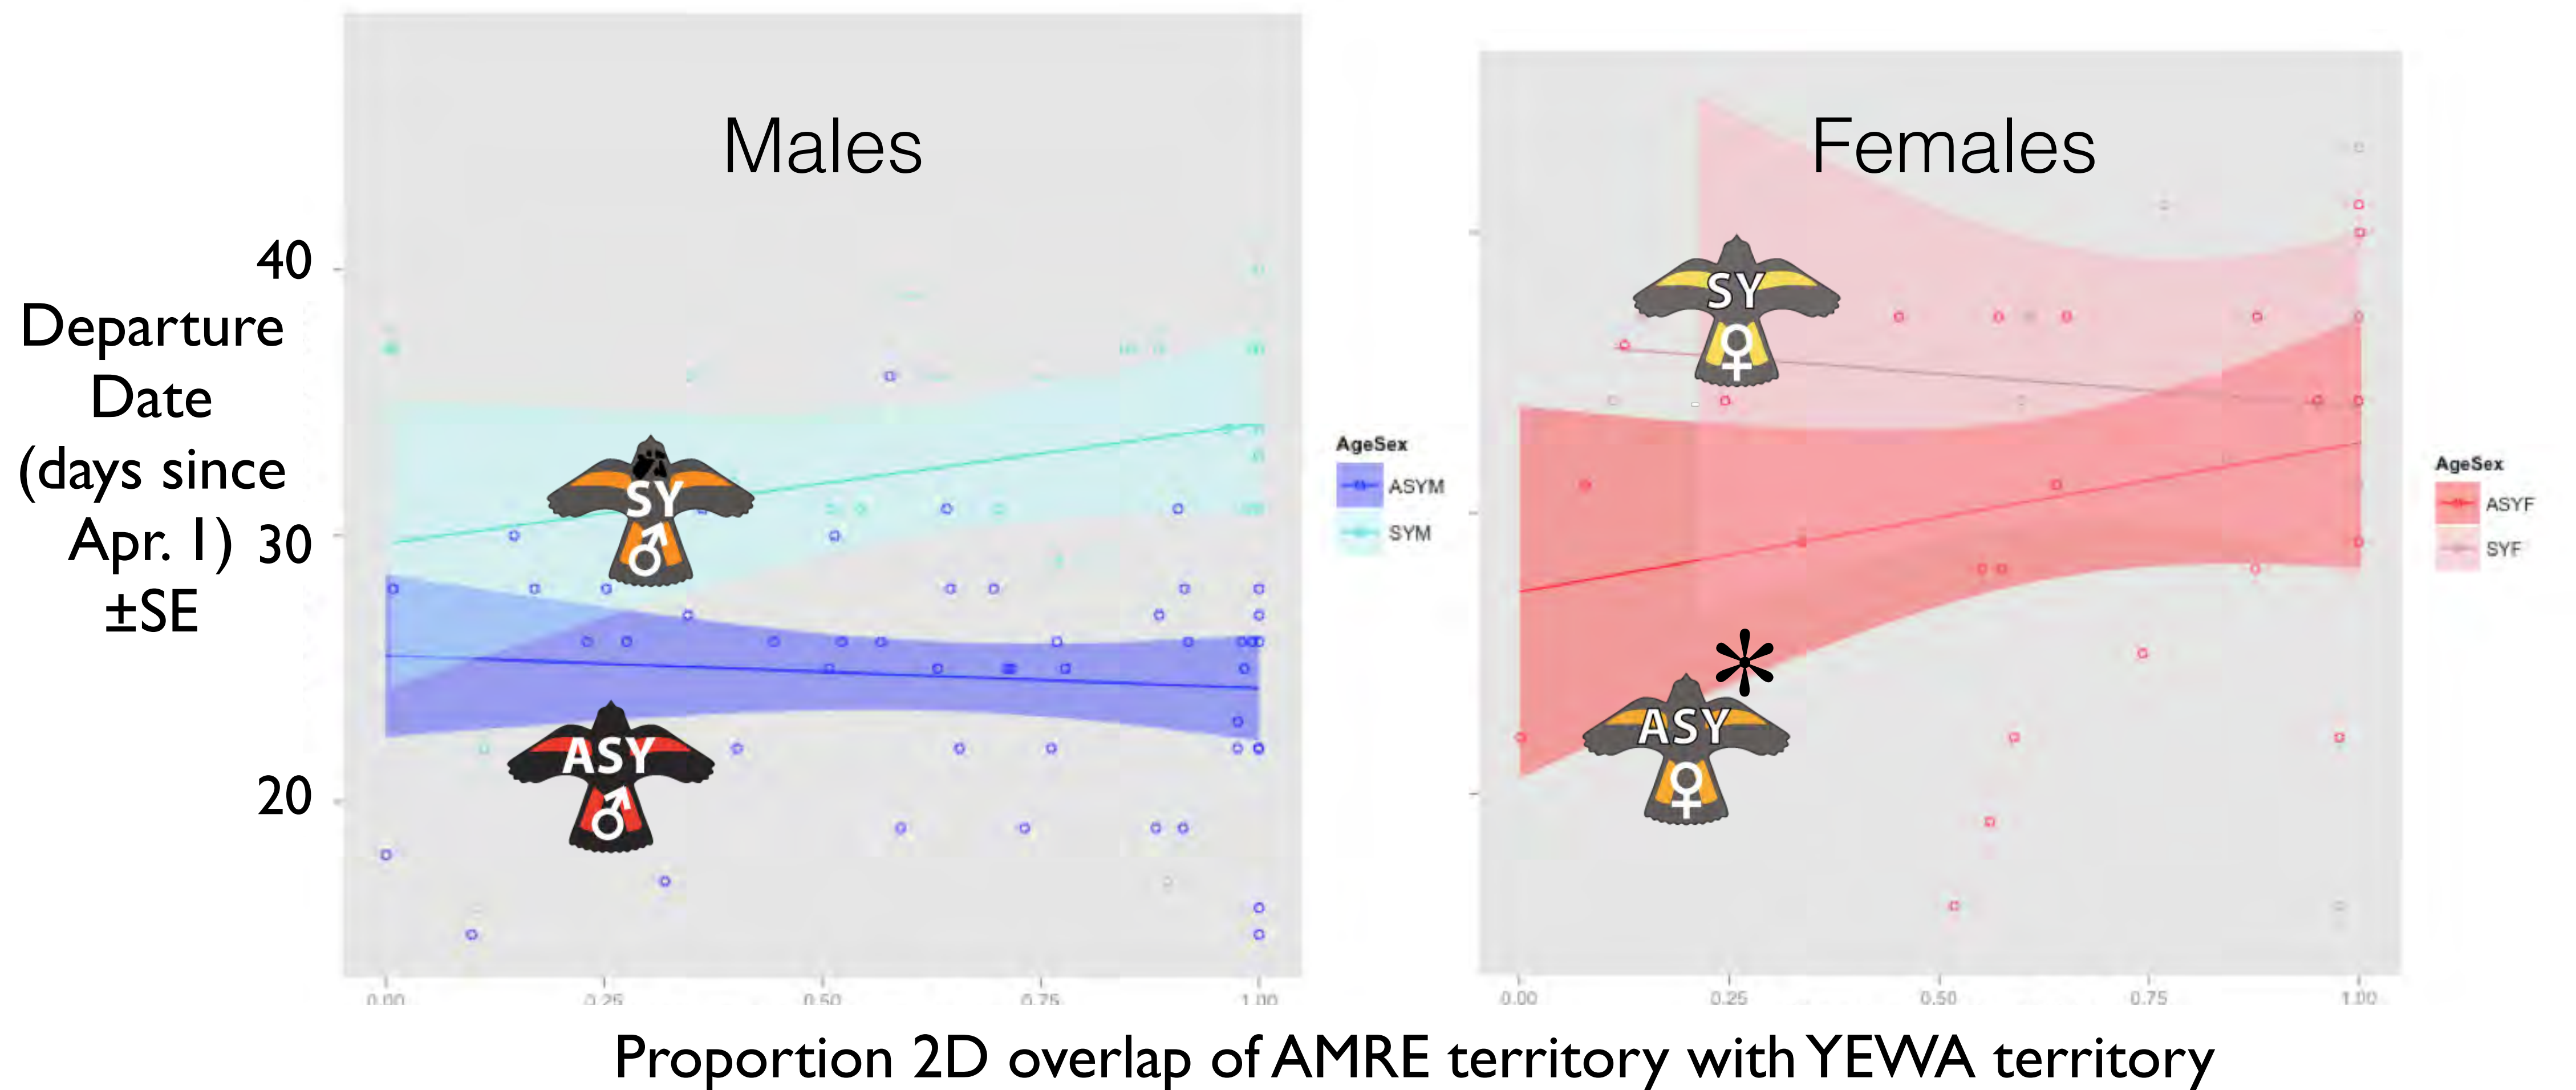 Males
Females
40
Departure
Date
(days since
Apr. 1) 30
±SE
20
SY
♂
ASY
♂
AgeSex
ASYM
SYM
SY
♀
*
ASY
♀
AgeSex
ASYF
SYF
0.00 0.25 0.50 0.75 1.00
0.00 0.25 0.50 0.75 1.00
Proportion 2D overlap of AMRE territory with YEWA territory